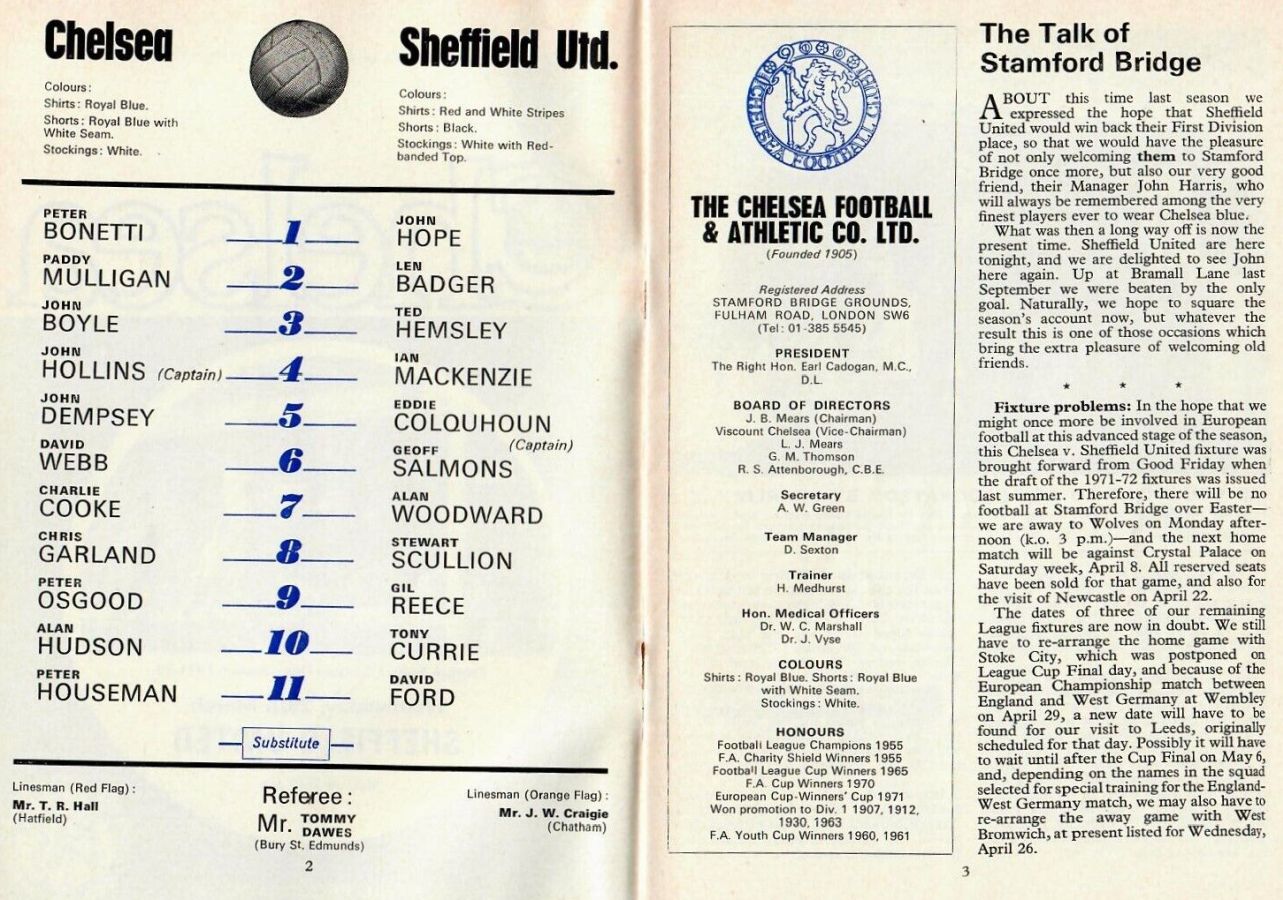 Chelsea
Colours:
Shirts: Royal Blue.
Shorts: Royal Blue with
White Seam.
Stockings: White.
Sheffield Utd.
Colours:
Shirts: Red and White Stripes
Shorts: Black.
Stockings: White with Red-
banded Top.
PETER
BONETTI
1
JOHN
HOPE
PADDY
MULLIGAN
2
LEN
BADGER
JOHN
BOYLE
3
TED
HEMSLEY
JOHN
HOLLINS (Captain)
4
IAN
MACKENZIE
JOHN
DEMPSEY
5
EDDIE
COLQUHOUN
(Captain)
DAVID
WEBB
6
GEOFF
SALMONS
CHARLIE
COOKE
7
ALAN
WOODWARD
CHRIS
GARLAND
8
STEWART
SCULLION
PETER
OSGOOD
9
GIL
REECE
ALAN
HUDSON
10
TONY
CURRIE
PETER
HOUSEMAN
11
DAVID
FORD
Substitute
Linesman (Red Flag):
Mr. T. R. Hall
(Hatfield)
Referee:
Mr. TOMMY
DAWES
(Bury St. Edmunds)
Linesman (Orange Flag):
Mr. J. W. Craigie
(Chatham)
2
CHELSEA FOOTBALL CLUB
THE CHELSEA FOOTBALL
& ATHLETIC CO. LTD.
(Founded 1905)
Registered Address
STAMFORD BRIDGE GROUNDS,
FULHAM ROAD, LONDON SW6
(Tel: 01-385 5545)
PRESIDENT
The Right Hon. Earl Cadogan, M.C.,
D.L.
BOARD OF DIRECTORS
J. B. Mears (Chairman)
Viscount Chelsea (Vice-Chairman)
L. J. Mears
G. M. Thomson
R. S. Attenborough, C.B.E.
Secretary
A. W. Green
Team Manager
D. Sexton
Trainer
H. Medhurst
Hon. Medical Officers
Dr. W. C. Marshall
Dr. J. Vyse
COLOURS
Shirts: Royal Blue. Shorts: Royal Blue
with White Seam.
Stockings: White.
HONOURS
Football League Champions 1955
F.A. Charity Shield Winners 1955
Football League Cup Winners 1965
F.A. Cup Winners 1970
European Cup-Winners' Cup 1971
Won promotion to Div. 1 1907, 1912,
1930, 1963
F.A. Youth Cup Winners 1960, 1961
The Talk of
Stamford Bridge
ABOUT this time last season we
expressed the hope that Sheffield
United would win back their First Division
place, so that we would have the pleasure
of not only welcoming them to Stamford
Bridge once more, but also our very good
friend, their Manager John Harris, who
will always be remembered among the very
finest players ever to wear Chelsea blue.
What was then a long way off is now the
present time. Sheffield United are here
tonight, and we are delighted to see John
here again. Up at Bramall Lane last
September we were beaten by the only
goal. Naturally, we hope to square the
season's account now, but whatever the
result this is one of those occasions which
bring the extra pleasure of welcoming old
friends.
* * *
Fixture problems: In the hope that we
might once more be involved in European
football at this advanced stage of the season,
this Chelsea v. Sheffield United fixture was
brought forward from Good Friday when
the draft of the 1971-72 fixtures was issued
last summer. Therefore, there will be no
football at Stamford Bridge over Easter—
we are away to Wolves on Monday after-
noon (k.o. 3 p.m.)—and the next home
match will be against Crystal Palace on
Saturday week, April 8. All reserved seats
have been sold for that game, and also for
the visit of Newcastle on April 22.
The dates of three of our remaining
League fixtures are now in doubt. We still
have to re-arrange the home game with
Stoke City, which was postponed on
League Cup Final day, and because of the
European Championship match between
England and West Germany at Wembley
on April 29, a new date will have to be
found for our visit to Leeds, originally
scheduled for that day. Possibly it will have
to wait until after the Cup Final on May 6,
and, depending on the names in the squad
selected for special training for the England-
West Germany match, we may also have to
re-arrange the away game with West
Bromwich, at present listed for Wednesday,
April 26.
3